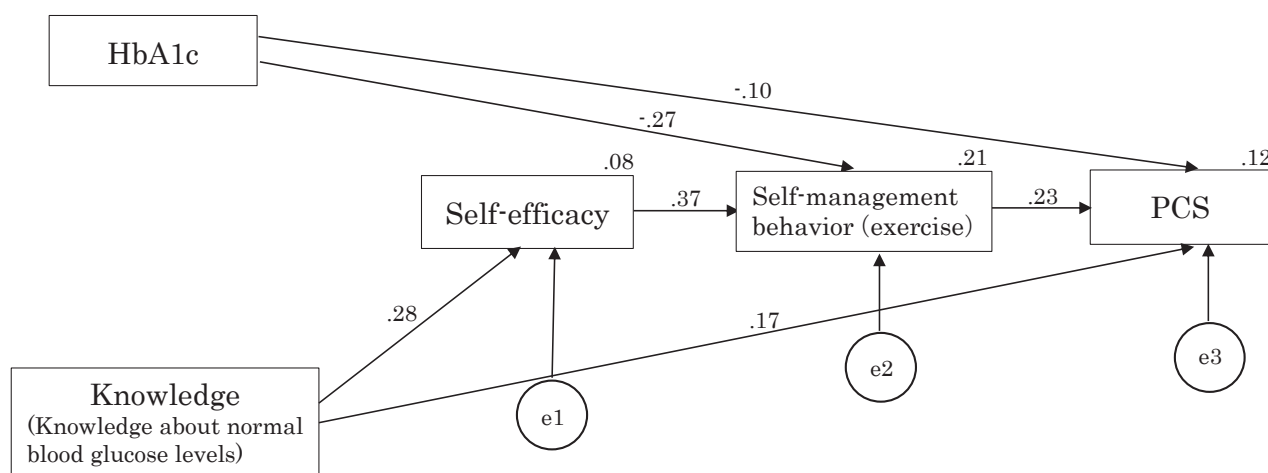 HbA1c
-.10
-.27
.08
.21
.12
Self-efficacy
.37
Self-management
behavior (exercise)
.23
PCS
.28
.17
Knowledge
(Knowledge about normal
blood glucose levels)
e1
e2
e3